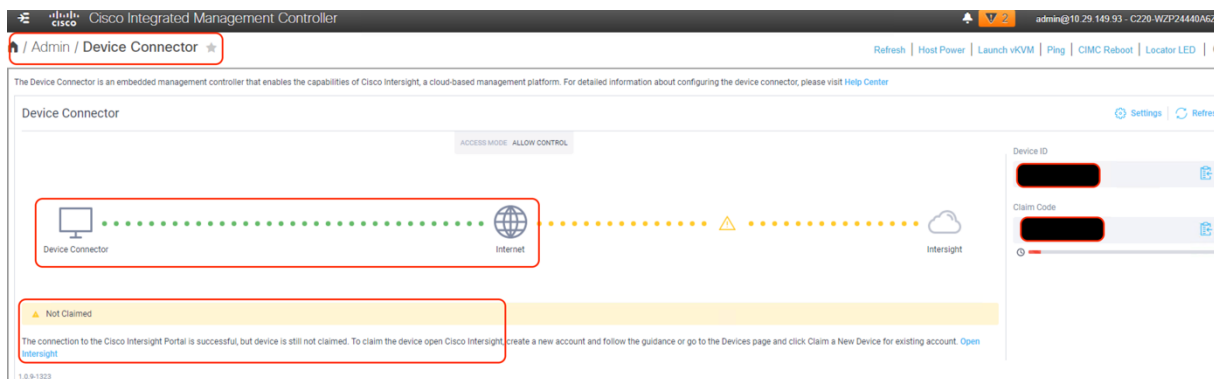 cisco Cisco Integrated Management Controller
2
admin@10.29.149.93 - C220-WZP24440A62
/ Admin / Device Connector
Refresh | Host Power | Launch vKVM | Ping | CIMC Reboot | Locator LED |
The Device Connector is an embedded management controller that enables the capabilities of Cisco Intersight, a cloud-based management platform. For detailed information about configuring the device connector, please visit Help Center
Device Connector
Settings | Refres
ACCESS MODE ALLOW CONTROL
Device ID
Claim Code
Device Connector
Internet
Intersight
Not Claimed
The connection to the Cisco Intersight Portal is successful, but device is still not claimed. To claim the device open Cisco Intersight, create a new account and follow the guidance or go to the Devices page and click Claim a New Device for existing account. Open
Intersight
1.0.9-1323